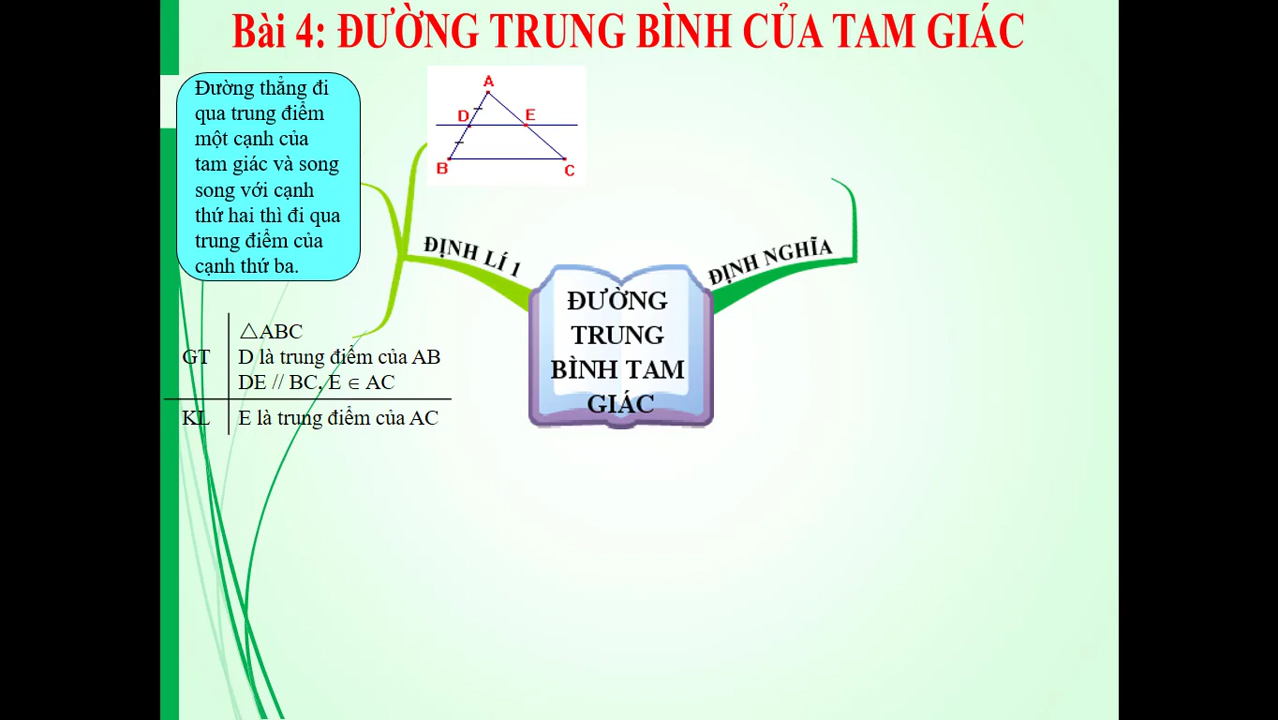 Bài 4: ĐƯỜNG TRUNG BÌNH CỦA TAM GIÁC
Đường thẳng đi
qua trung điểm
một cạnh của
tam giác và song
song với cạnh
thứ hai thì đi qua
trung điểm của
cạnh thứ ba.
A
D
E
B
C
ĐỊNH LÍ 1
ĐỊNH NGHĨA
ĐƯỜNG
TRUNG
BÌNH TAM
GIÁC
△ABC
GT D là trung điểm của AB
DE // BC, E ∈ AC
KL E là trung điểm của AC